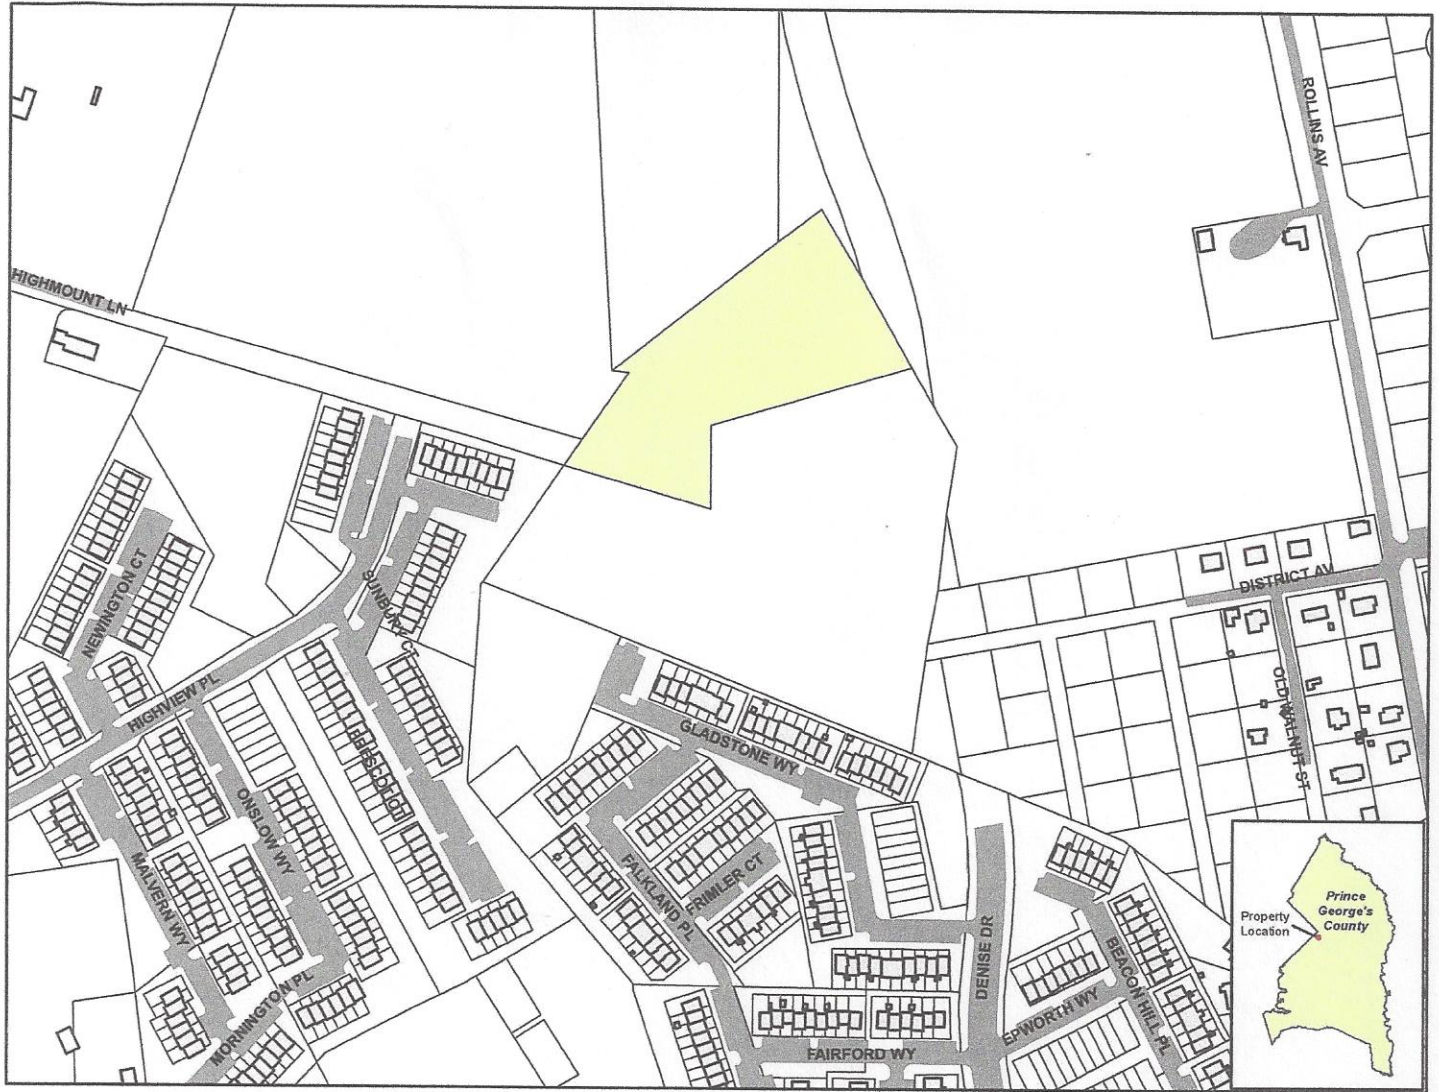 ROLLINS AV
HIGHMOUNT LN
NEWINGTON CT
SUNBURY CT
DISTRICT AV
OLD WALNUT ST
HIGHVIEW PL
GLADSTONE WY
ONSLOW WY
MALVERN WY
FALKLAND PL
FRIMLER CT
MORNINGTON PL
DENISE DR
BEACON HILL PL
EPWORTH WY
FAIRFORD WY
Prince
George's
County
Property
Location